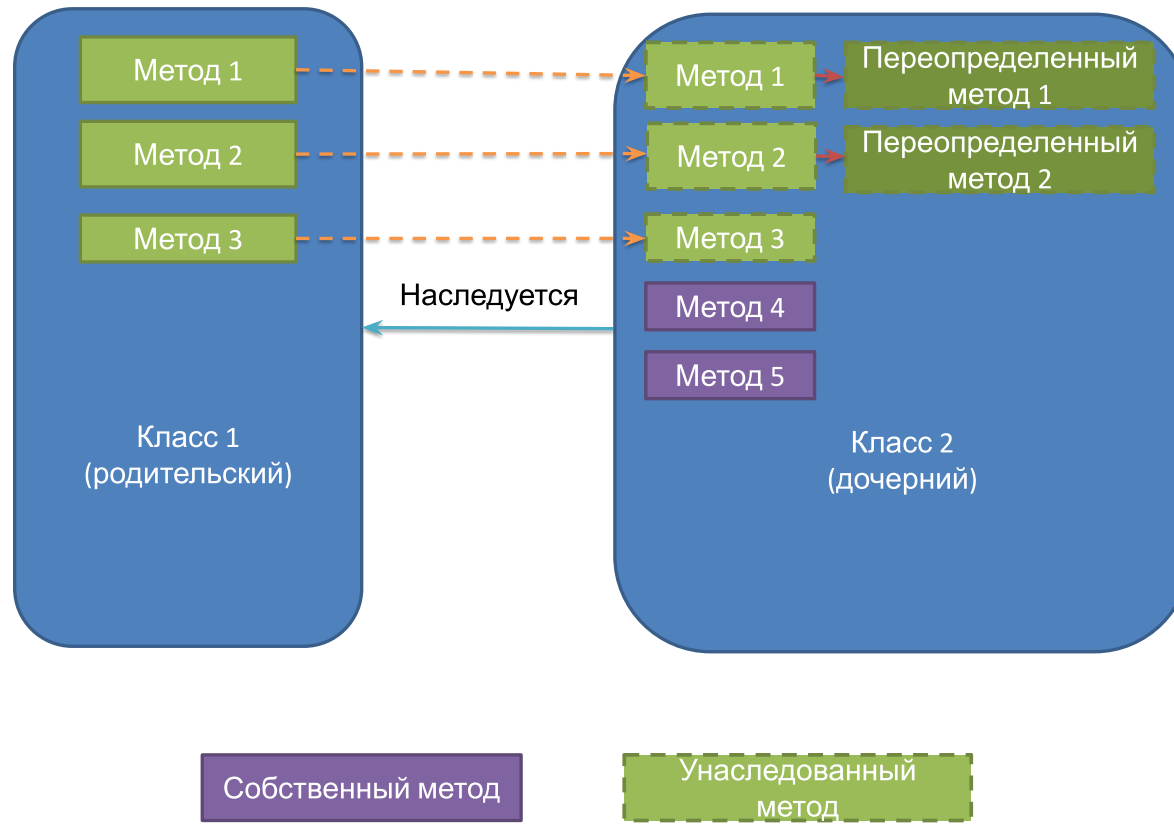 Метод 1
Метод 1
Переопределенный
метод 1
Метод 2
Метод 2
Переопределенный
метод 2
Метод 3
Метод 3
Наследуется
Метод 4
Метод 5
Класс 1
(родительский)
Класс 2
(дочерний)
Собственный метод
Унаследованный
метод